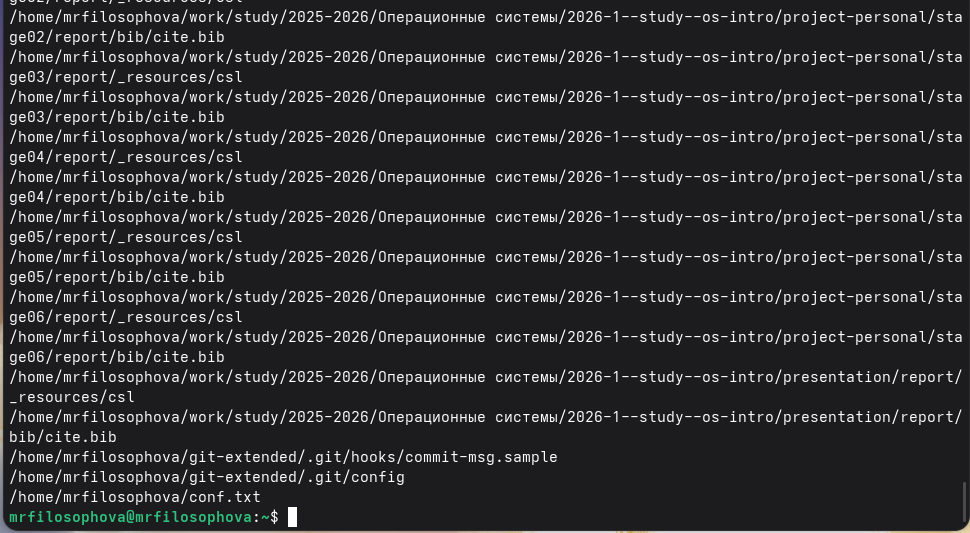 /home/mrfilosophova/work/study/2025-2026/Операционные системы/2026-1--study--os-intro/project-personal/sta
ge02/report/bib/cite.bib
/home/mrfilosophova/work/study/2025-2026/Операционные системы/2026-1--study--os-intro/project-personal/sta
ge03/report/_resources/csl
/home/mrfilosophova/work/study/2025-2026/Операционные системы/2026-1--study--os-intro/project-personal/sta
ge03/report/bib/cite.bib
/home/mrfilosophova/work/study/2025-2026/Операционные системы/2026-1--study--os-intro/project-personal/sta
ge04/report/_resources/csl
/home/mrfilosophova/work/study/2025-2026/Операционные системы/2026-1--study--os-intro/project-personal/sta
ge04/report/bib/cite.bib
/home/mrfilosophova/work/study/2025-2026/Операционные системы/2026-1--study--os-intro/project-personal/sta
ge05/report/_resources/csl
/home/mrfilosophova/work/study/2025-2026/Операционные системы/2026-1--study--os-intro/project-personal/sta
ge05/report/bib/cite.bib
/home/mrfilosophova/work/study/2025-2026/Операционные системы/2026-1--study--os-intro/project-personal/sta
ge06/report/_resources/csl
/home/mrfilosophova/work/study/2025-2026/Операционные системы/2026-1--study--os-intro/project-personal/sta
ge06/report/bib/cite.bib
/home/mrfilosophova/work/study/2025-2026/Операционные системы/2026-1--study--os-intro/presentation/report/
_resources/csl
/home/mrfilosophova/work/study/2025-2026/Операционные системы/2026-1--study--os-intro/presentation/report/
bib/cite.bib
/home/mrfilosophova/git-extended/.git/hooks/commit-msg.sample
/home/mrfilosophova/git-extended/.git/config
/home/mrfilosophova/conf.txt
mrfilosophova@mrfilosophova:~$